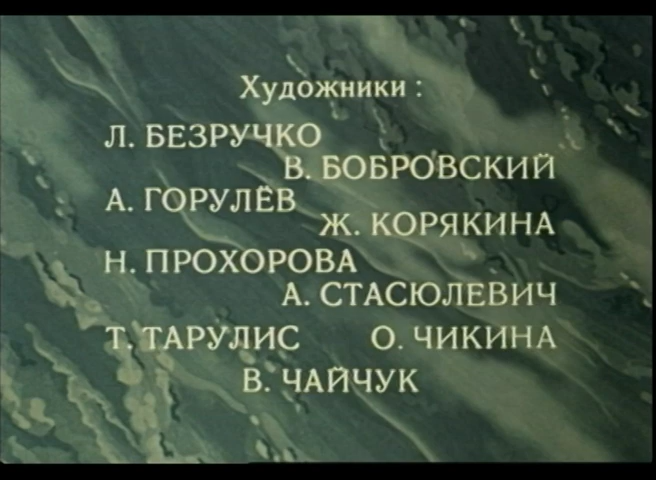 Художники :
Л. БЕЗРУЧКО
В. БОБРОВСКИЙ
А. ГОРУЛЁВ
Ж. КОРЯКИНА
Н. ПРОХОРОВА
А. СТАСЮЛЕВИЧ
Т. ТАРУЛИС О. ЧИКИНА
В. ЧАЙЧУК